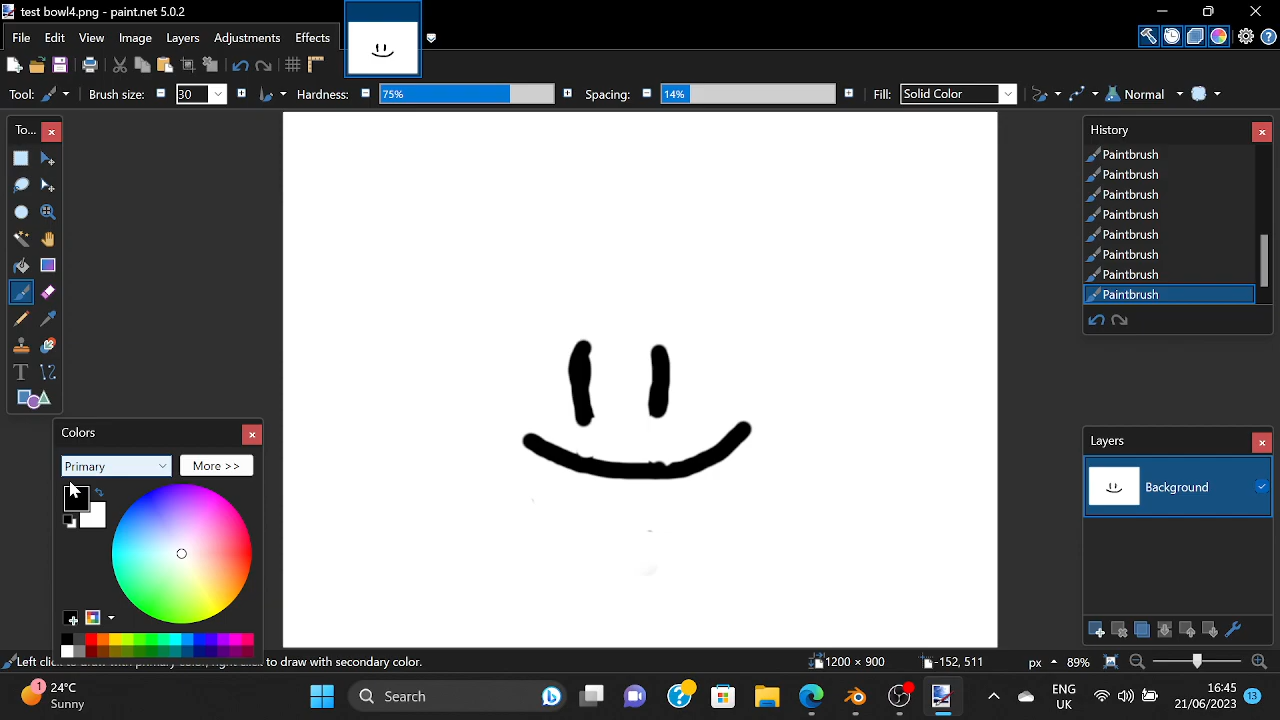 test bowl4.png - paint.net 5.0.2
File Edit View Image Layers Adjustments Effects
Tool: Brush size: 30 Hardness: 75% Spacing: 14% Fill: Solid Color Normal
To...
History
Paintbrush
Paintbrush
Paintbrush
Paintbrush
Paintbrush
Paintbrush
Paintbrush
Paintbrush
Colors
Primary More >>
Layers
Background
Left click to draw with primary color, right click to draw with secondary color. 1200 × 900 -152, 511 px 89%
24°C
Sunny
Search
ENG
UK
16:45
21/06/2023
13
1